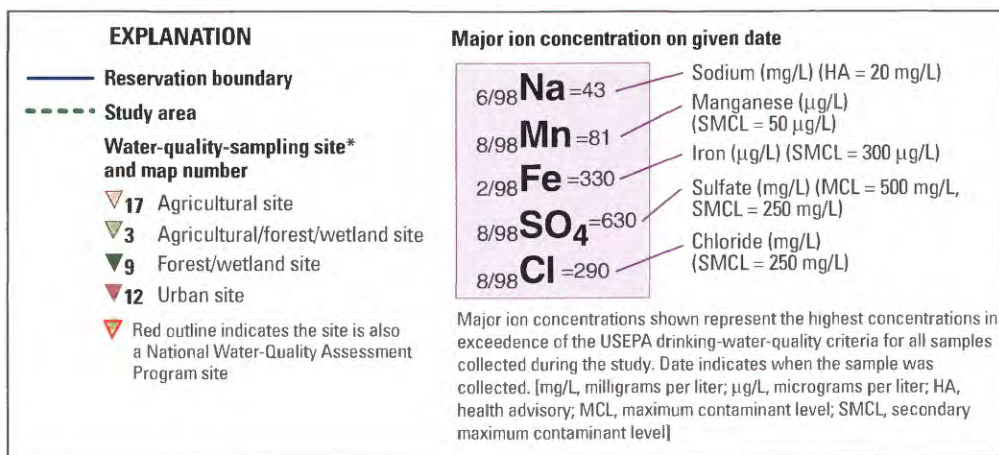 EXPLANATION
Reservation boundary
Study area
Water-quality-sampling site*
and map number
17 Agricultural site
3 Agricultural/forest/wetland site
9 Forest/wetland site
12 Urban site
Red outline indicates the site is also
a National Water-Quality Assessment
Program site
Major ion concentration on given date
6/98 Na =43
Sodium (mg/L) (HA = 20 mg/L)
8/98 Mn =81
Manganese (µg/L)
(SMCL = 50 µg/L)
2/98 Fe =330
Iron (µg/L) (SMCL = 300 µg/L)
8/98 SO4 =630
Sulfate (mg/L) (MCL = 500 mg/L,
SMCL = 250 mg/L)
8/98 Cl =290
Chloride (mg/L)
(SMCL = 250 mg/L)
Major ion concentrations shown represent the highest concentrations in
exceedence of the USEPA drinking-water-quality criteria for all samples
collected during the study. Date indicates when the sample was
collected. [mg/L, milligrams per liter; µg/L, micrograms per liter; HA,
health advisory; MCL, maximum contaminant level; SMCL, secondary
maximum contaminant level]